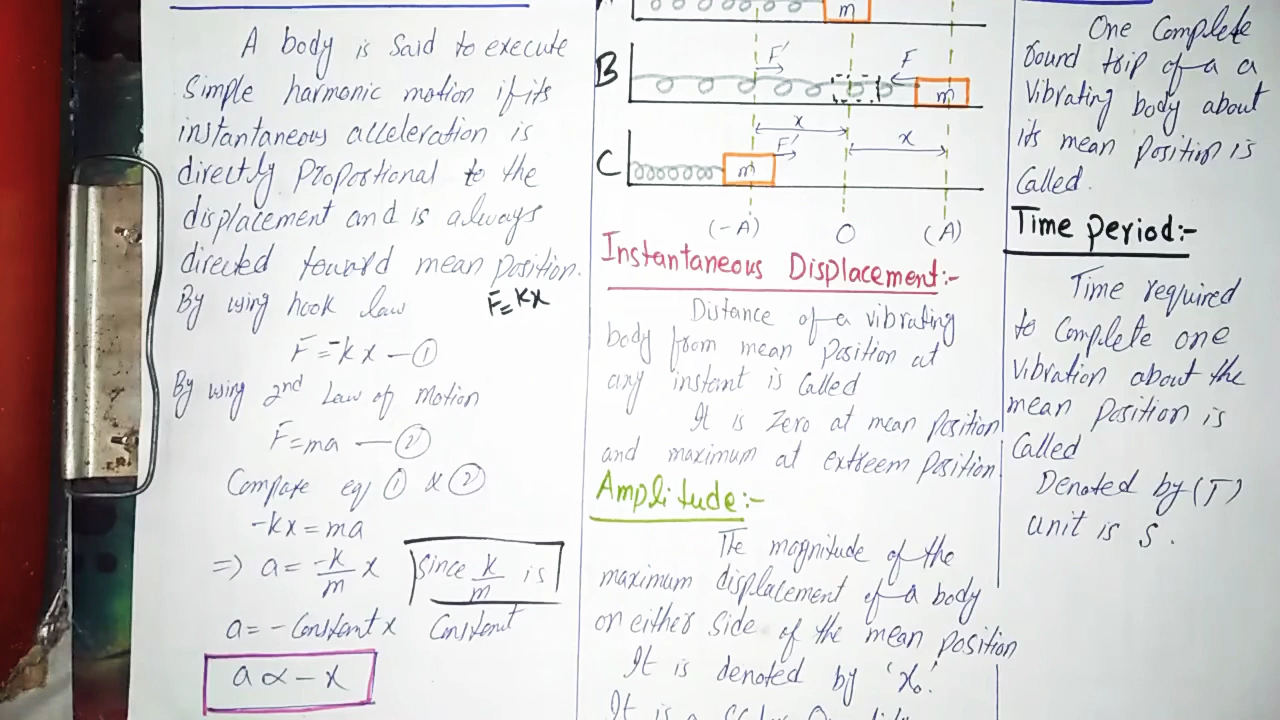 A body is Said to execute
Simple harmonic motion if its
instantaneous acceleration is
directly Proportional to the
displacement and is always
directed toward mean position.
By using hook law F=kx
F=-kx —①
By using 2nd Law of Motion
F=ma —②
Compare eq ① & ②
-kx=ma
=> a=-k/m x
Since k/m is
Constant
a=-Constant x
a∝-x
m
B
F'
F
m
x
x
C
F'
m
(-A)
O
(A)
Instantaneous Displacement:-
Distance of a vibrating
body from mean Position at
any instant is Called
It is Zero at mean Position
and maximum at extreem Position
Amplitude:-
The magnitude of the
maximum displacement of a body
on either side of the mean position
It is denoted by 'x₀'.
It is a
One Complete
round trip of a a
Vibrating body about
its mean Position is
Called.
Time period:-
Time required
to Complete one
Vibration about the
mean Position is
Called
Denoted by (T)
unit is S.